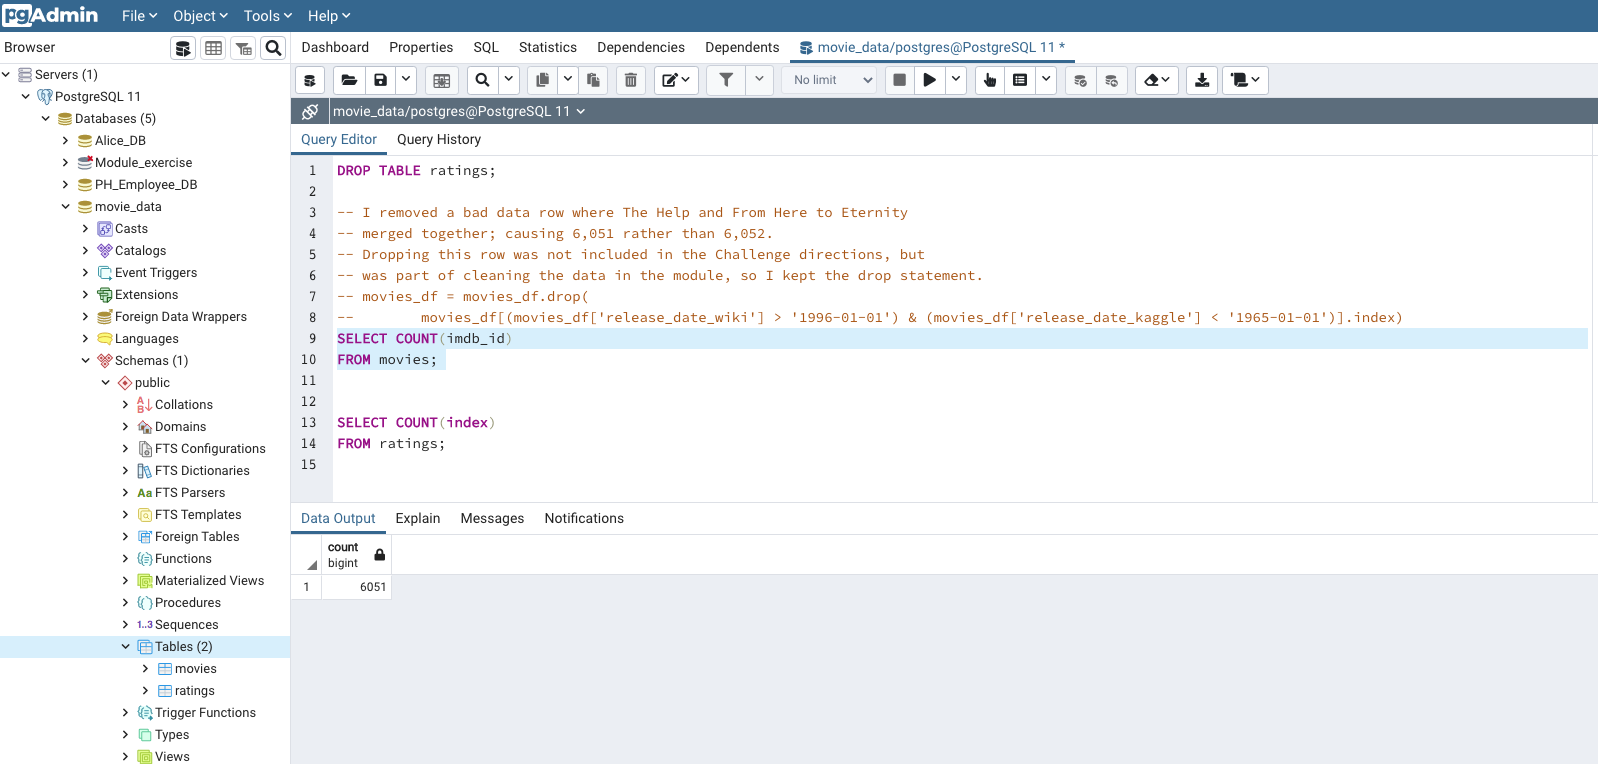 pgAdmin File Object Tools Help
Browser
Dashboard Properties SQL Statistics Dependencies Dependents movie_data/postgres@PostgreSQL 11 *
No limit
movie_data/postgres@PostgreSQL 11
Servers (1)
PostgreSQL 11
Databases (5)
Alice_DB
Module_exercise
PH_Employee_DB
movie_data
Casts
Catalogs
Event Triggers
Extensions
Foreign Data Wrappers
Languages
Schemas (1)
public
Collations
Domains
FTS Configurations
FTS Dictionaries
Aa FTS Parsers
FTS Templates
Foreign Tables
Functions
Materialized Views
Procedures
1..3 Sequences
Tables (2)
movies
ratings
Trigger Functions
Types
Views
Query Editor Query History
1 DROP TABLE ratings;
2
3 -- I removed a bad data row where The Help and From Here to Eternity
4 -- merged together; causing 6,051 rather than 6,052.
5 -- Dropping this row was not included in the Challenge directions, but
6 -- was part of cleaning the data in the module, so I kept the drop statement.
7 -- movies_df = movies_df.drop(
8 --        movies_df[(movies_df['release_date_wiki'] > '1996-01-01') & (movies_df['release_date_kaggle'] < '1965-01-01')].index)
9 SELECT COUNT(imdb_id)
10 FROM movies;
11
12
13 SELECT COUNT(index)
14 FROM ratings;
15
Data Output Explain Messages Notifications
count
bigint
1 6051